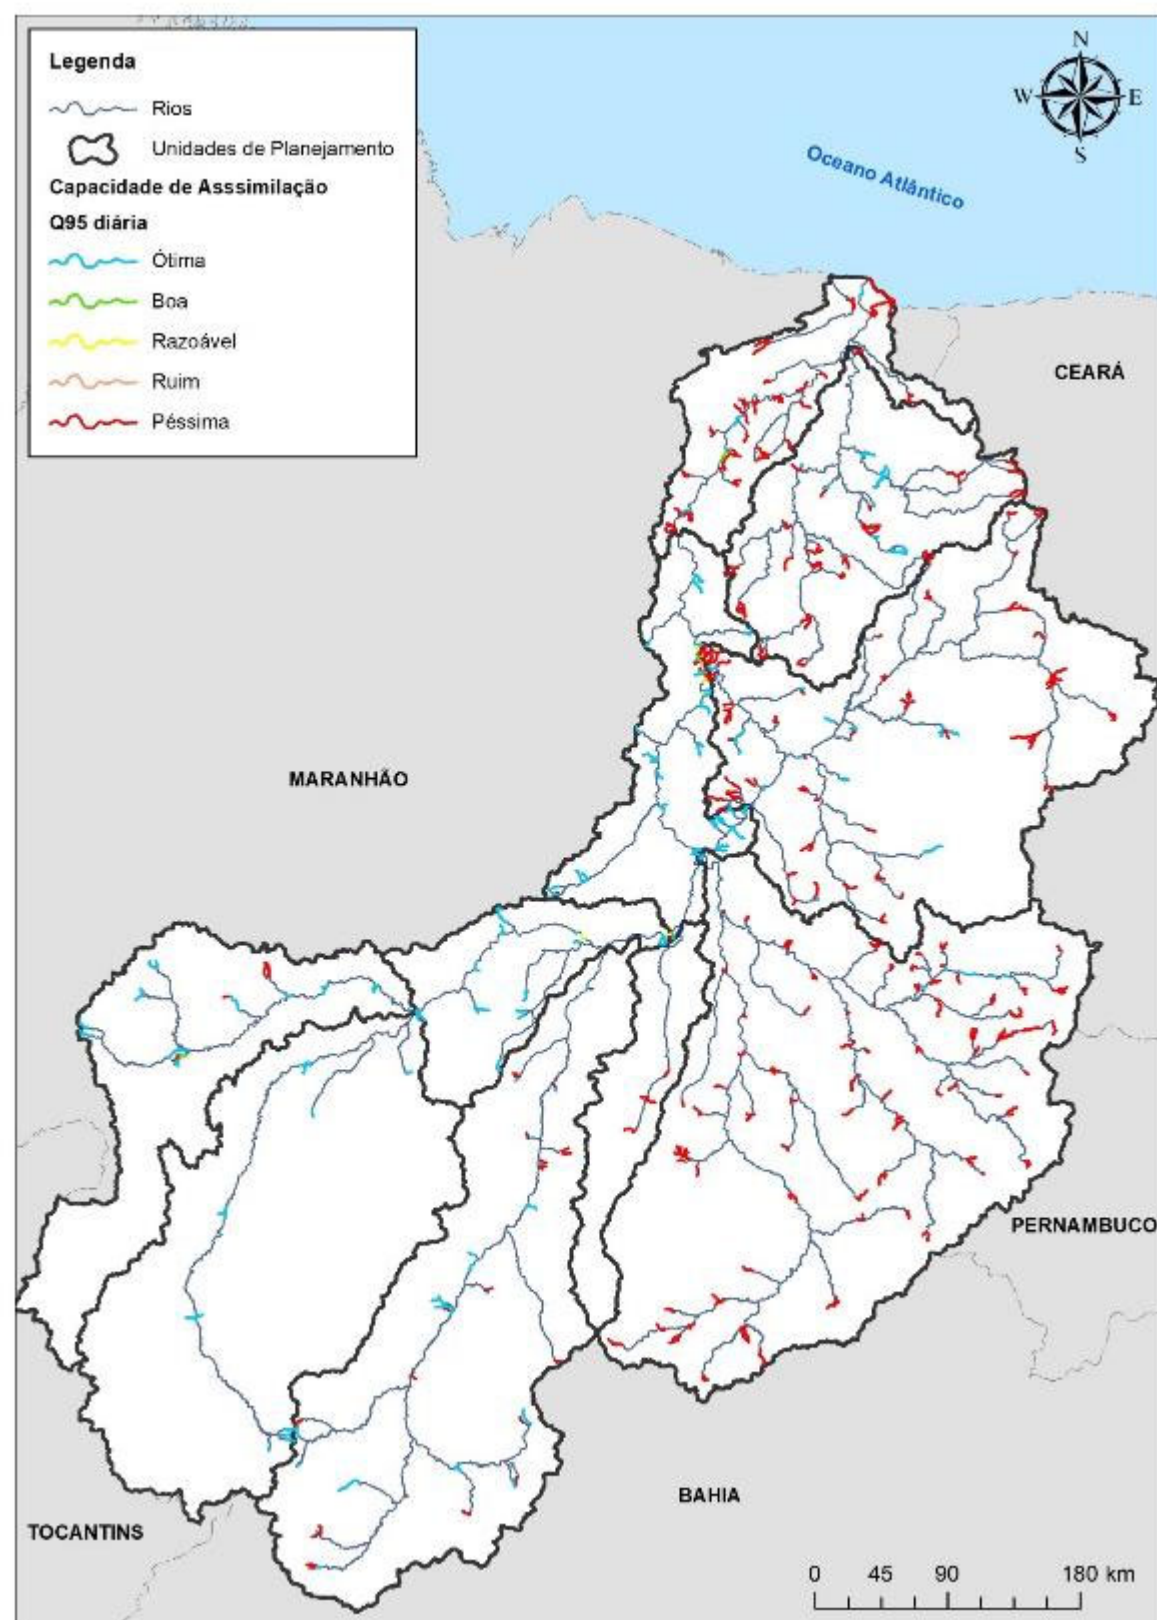 Legenda
Rios
Unidades de Planejamento
Capacidade de Asssimilação
Q95 diária
Ótima
Boa
Razoável
Ruim
Péssima
N
W
E
S
Oceano Atlântico
CEARÁ
MARANHÃO
PERNAMBUCO
BAHIA
TOCANTINS
0 45 90 180 km